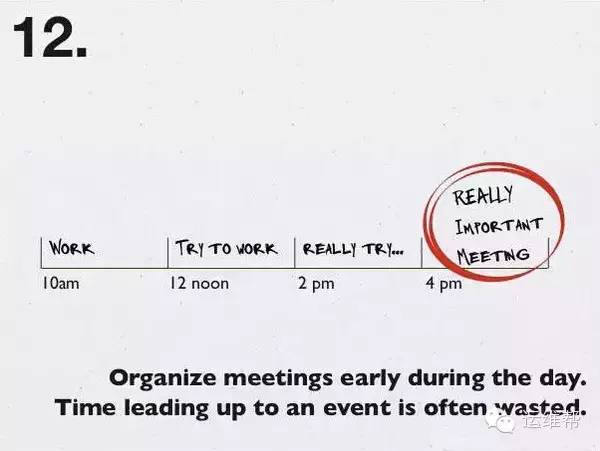 12.
REALLY
IMPORTANT
MEETING
WORK
TRY TO WORK
REALLY TRY...
10am
12 noon
2 pm
4 pm
Organize meetings early during the day.
Time leading up to an event is often wasted.
运维帮